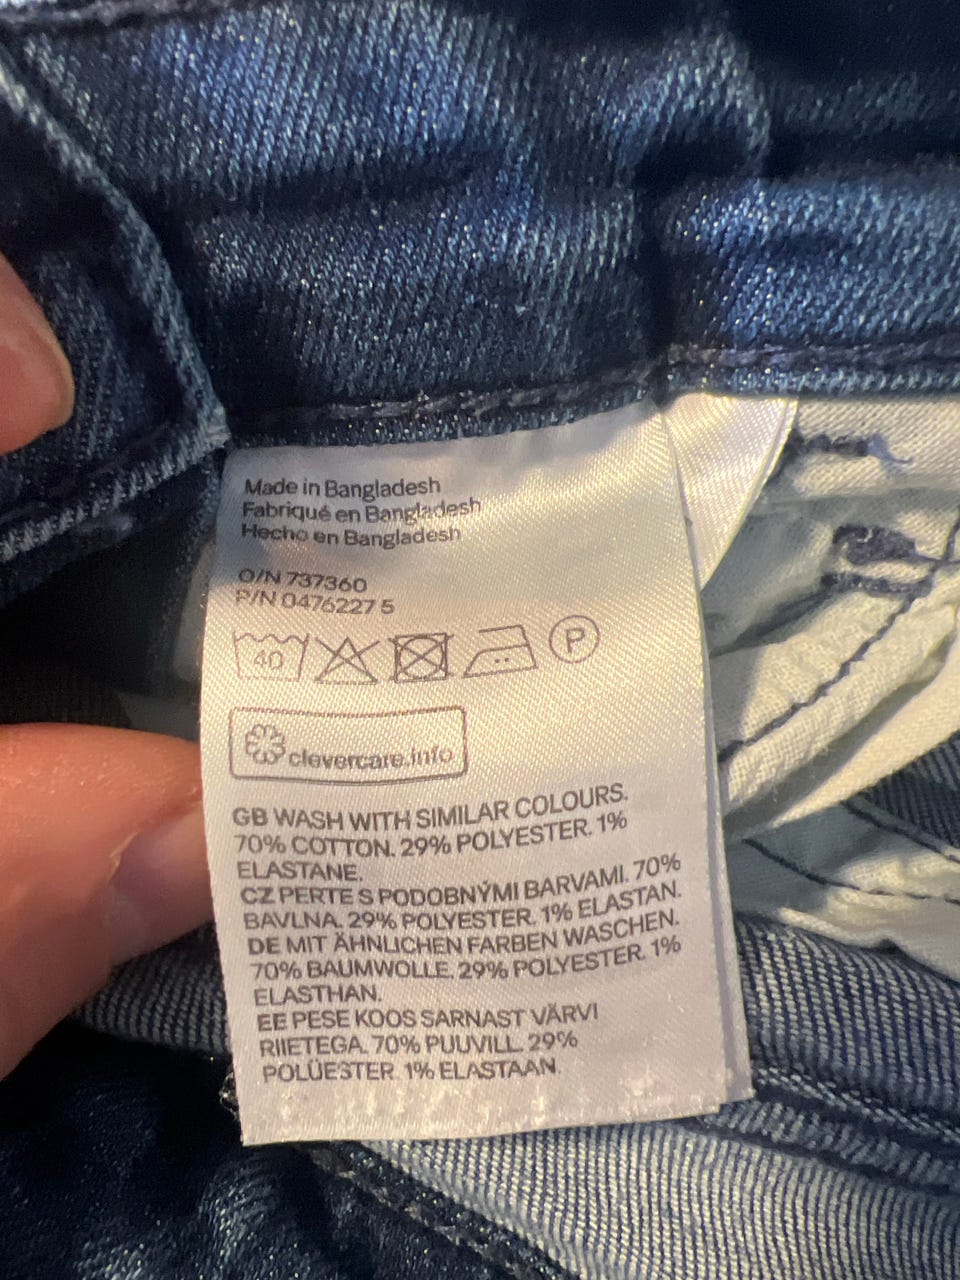 Made in Bangladesh
Fabriqué en Bangladesh
Hecho en Bangladesh
O/N 737360
P/N 0476227 5
40
P
clevercare.info
GB WASH WITH SIMILAR COLOURS.
70% COTTON. 29% POLYESTER. 1%
ELASTANE.
CZ PERTE S PODOBNÝMI BARVAMI. 70%
BAVLNA. 29% POLYESTER. 1% ELASTAN.
DE MIT ÄHNLICHEN FARBEN WASCHEN.
70% BAUMWOLLE. 29% POLYESTER. 1%
ELASTHAN.
EE PESE KOOS SARNAST VÄRVI
RIIETEGA. 70% PUUVILL. 29%
POLÜESTER. 1% ELASTAAN.